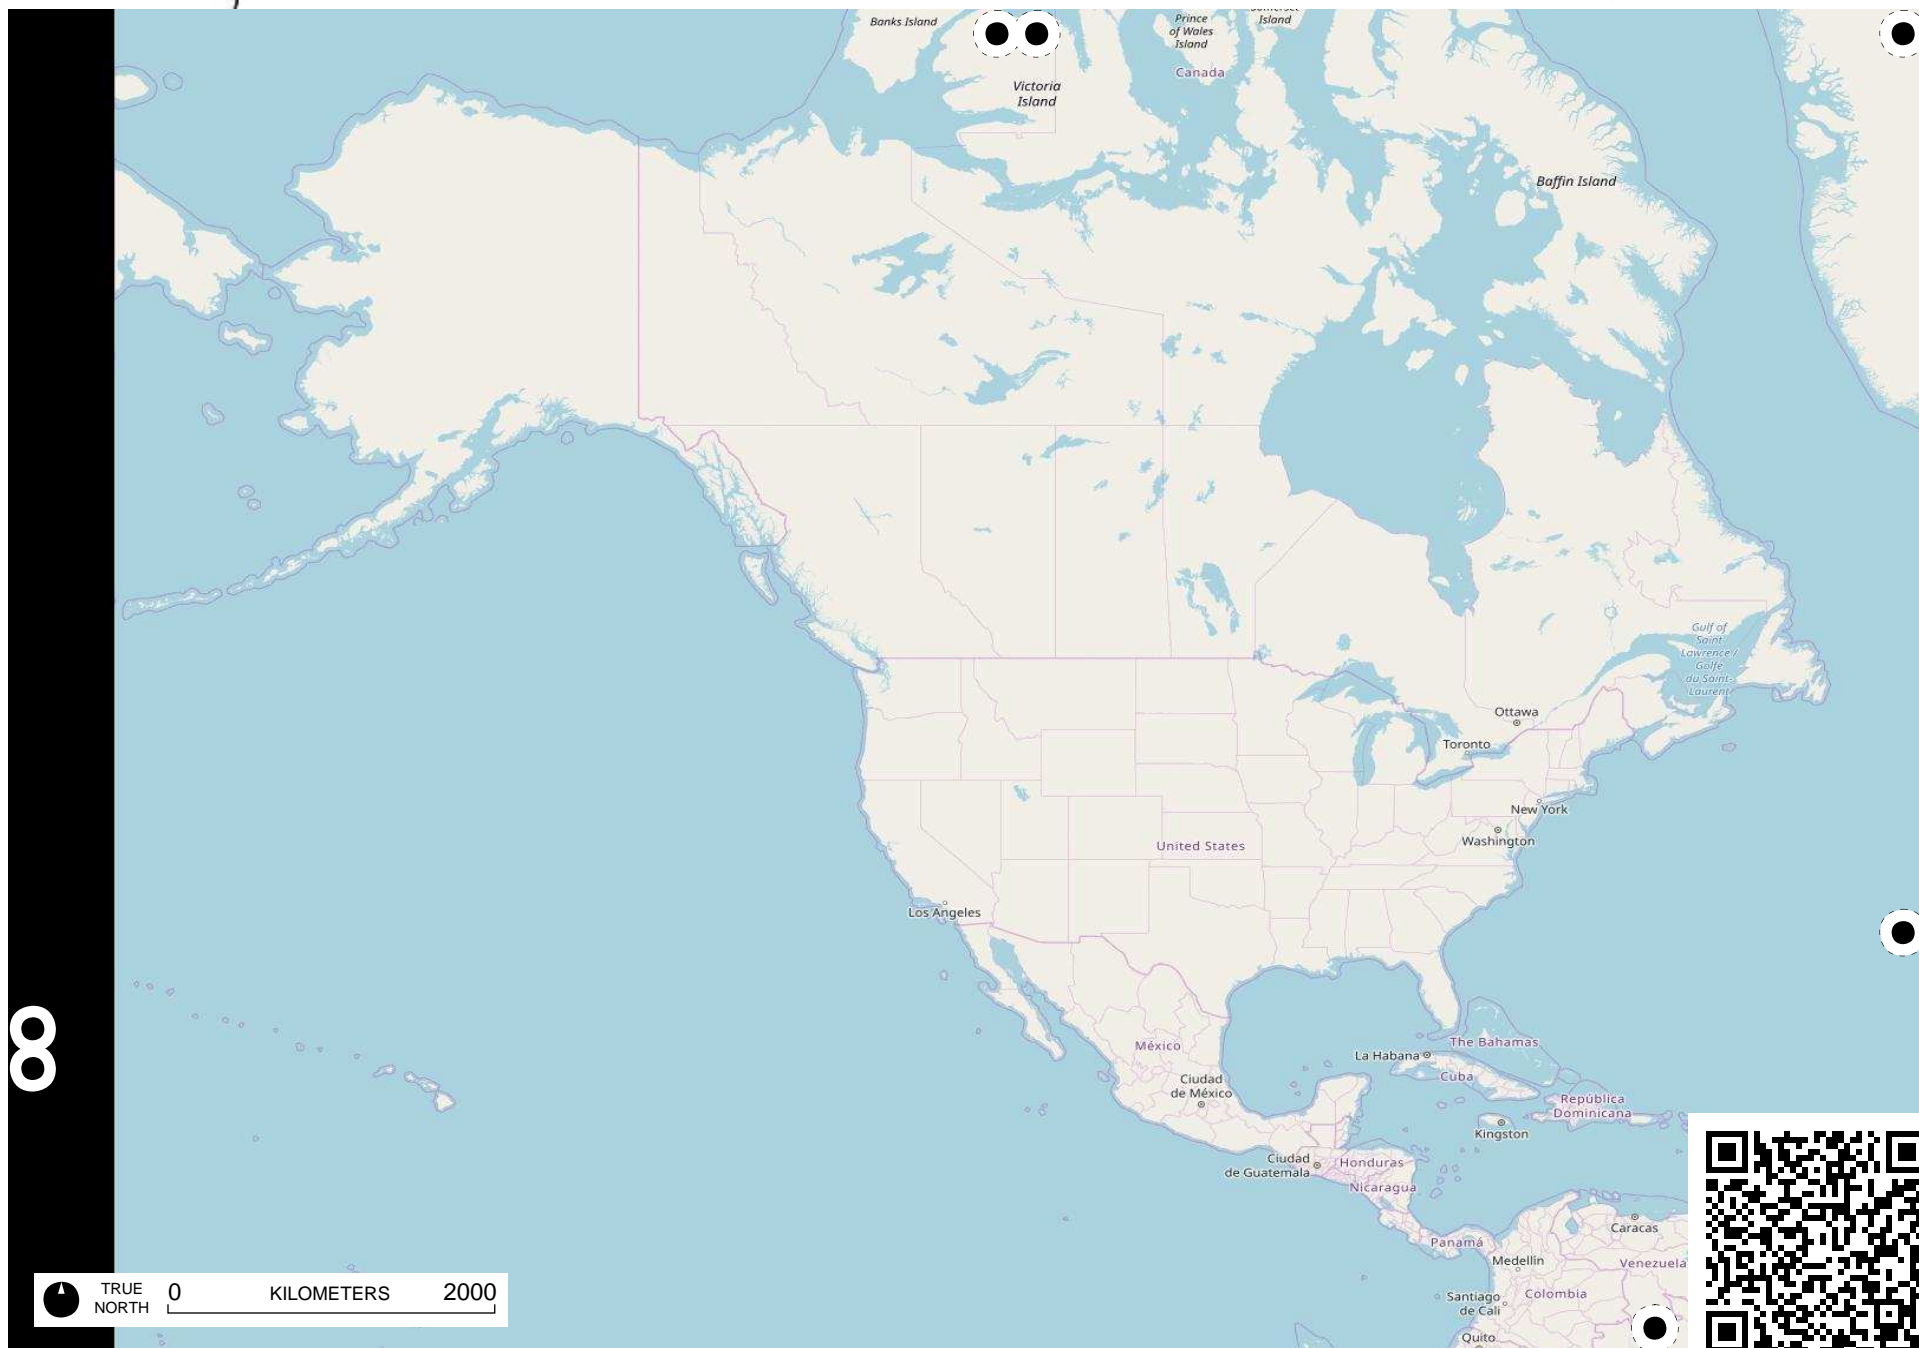 Banks Island
Prince
of Wales
Island
Island
Canada
Victoria
Island
Baffin Island
Gulf of
Saint
Lawrence /
Golfe
du Saint-
Laurent
Ottawa
Toronto
New York
Washington
United States
Los Angeles
México
Ciudad
de México
La Habana
The Bahamas
Cuba
República
Dominicana
Kingston
Ciudad
de Guatemala
Honduras
Nicaragua
Panamá
Caracas
Medellín
Venezuela
Santiago
de Cali
Colombia
Quito
TRUE
NORTH
0 KILOMETERS 2000